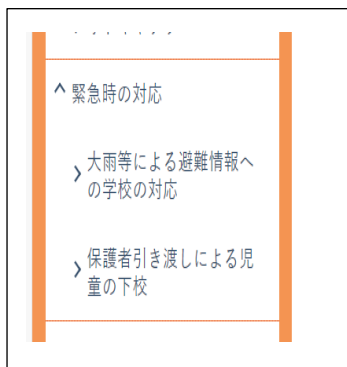 緊急時の対応
大雨等による避難情報へ
の学校の対応
保護者引き渡しによる児
童の下校